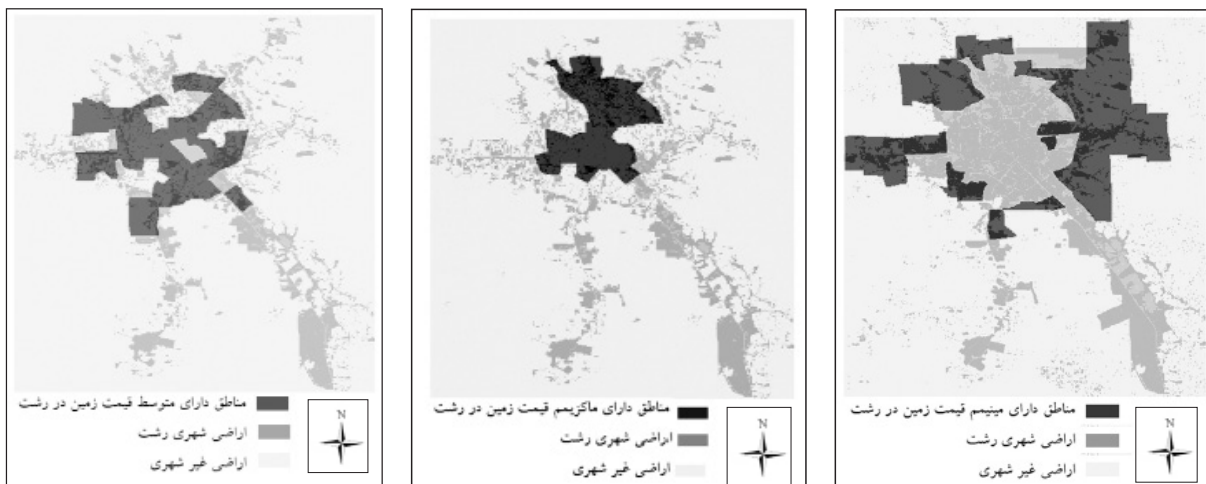 مناطق دارای مینیمم قیمت زمین در رشت
اراضی شهری رشت
اراضی غیر شهری
N
مناطق دارای ماکزیمم قیمت زمین در رشت
اراضی شهری رشت
اراضی غیر شهری
N
مناطق دارای متوسط قیمت زمین در رشت
اراضی شهری رشت
اراضی غیر شهری
N